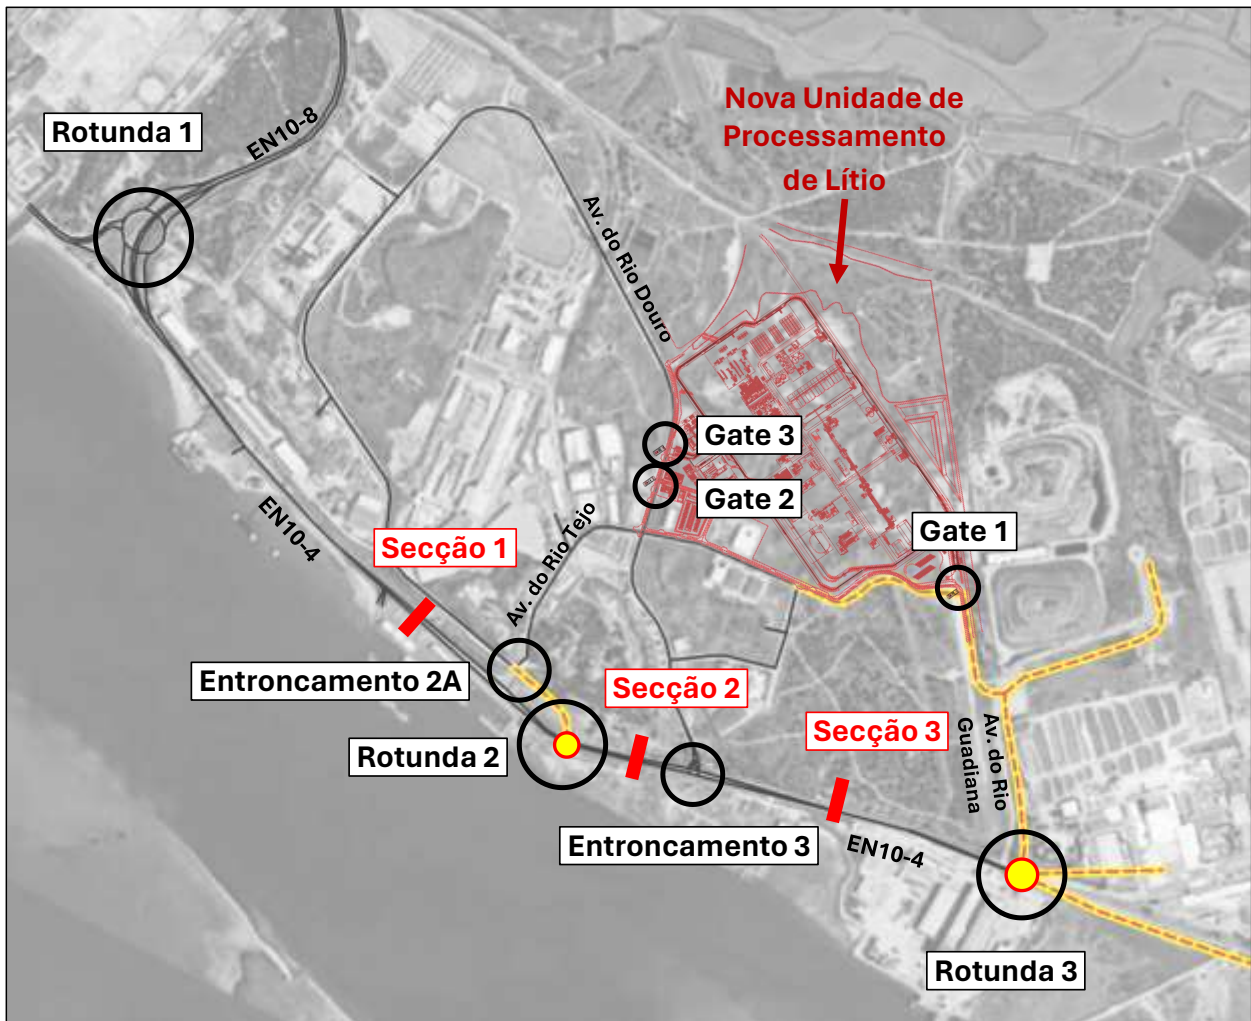 Nova Unidade de
Processamento
de Lítio
Rotunda 1
EN10-8
Av. do Rio Douro
Gate 3
Gate 2
Gate 1
EN10-4
Secção 1
Av. do Rio Tejo
Entroncamento 2A
Secção 2
Rotunda 2
Secção 3
Av. do Rio
Guadiana
Entroncamento 3
EN10-4
Rotunda 3